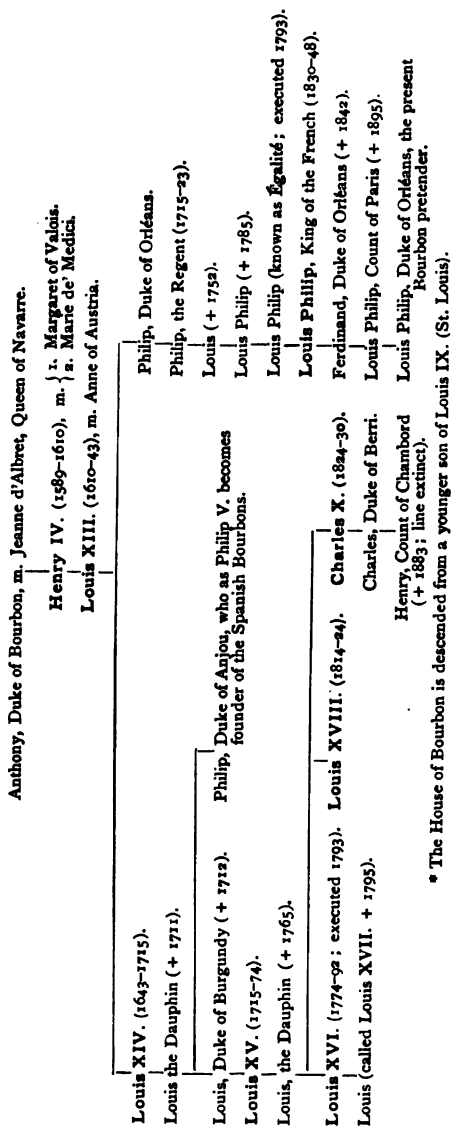 Anthony, Duke of Bourbon, m. Jeanne d'Albret, Queen of Navarre.
Henry IV. (1589–1610), m. { 1. Margaret of Valois.
2. Marie de' Medici.
Louis XIII. (1610–43), m. Anne of Austria.
Louis XIV. (1643–1715).
Philip, Duke of Orléans.
Louis the Dauphin (+ 1711).
Philip, the Regent (1715–23).
Louis, Duke of Burgundy (+ 1712).
Philip, Duke of Anjou, who as Philip V. becomes
founder of the Spanish Bourbons.
Louis (+ 1752).
Louis XV. (1715–74).
Louis Philip (+ 1785).
Louis, the Dauphin (+ 1765).
Louis Philip (known as Égalité; executed 1793).
Louis XVI. (1774–92; executed 1793).
Louis XVIII. (1814–24).
Charles X. (1824–30).
Louis Philip, King of the French (1830–48).
Louis (called Louis XVII. + 1795).
Charles, Duke of Berri.
Ferdinand, Duke of Orléans (+ 1842).
Henry, Count of Chambord
(+ 1883; line extinct).
Louis Philip, Count of Paris (+ 1895).
Louis Philip, Duke of Orléans, the present
Bourbon pretender.
* The House of Bourbon is descended from a younger son of Louis IX. (St. Louis).